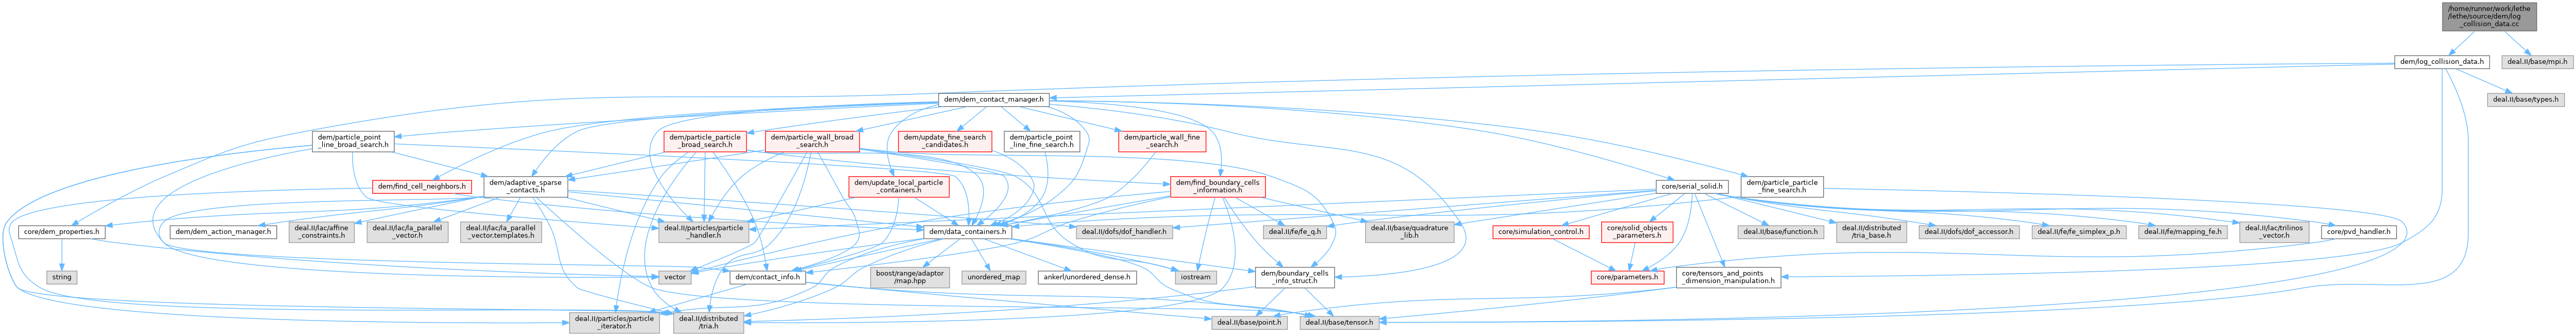 /home/runner/work/lethe
/lethe/source/dem/log
_collision_data.cc
dem/log_collision_data.h
deal.II/base/mpi.h
dem/dem_contact_manager.h
deal.II/base/types.h
dem/particle_point
_line_broad_search.h
dem/particle_particle
_broad_search.h
dem/particle_wall_broad
_search.h
dem/update_fine_search
_candidates.h
dem/particle_point
_line_fine_search.h
dem/particle_wall_fine
_search.h
dem/find_cell_neighbors.h
dem/adaptive_sparse
_contacts.h
dem/update_local_particle
_containers.h
dem/find_boundary_cells
_information.h
core/serial_solid.h
dem/particle_particle
_fine_search.h
core/dem_properties.h
dem/dem_action_manager.h
deal.II/lac/affine
_constraints.h
deal.II/lac/la_parallel
_vector.h
deal.II/lac/la_parallel
_vector.templates.h
deal.II/particles/particle
_handler.h
dem/data_containers.h
deal.II/dofs/dof_handler.h
deal.II/fe/fe_q.h
deal.II/base/quadrature
_lib.h
core/simulation_control.h
core/solid_objects
_parameters.h
deal.II/base/function.h
deal.II/distributed
/tria_base.h
deal.II/dofs/dof_accessor.h
deal.II/fe/fe_simplex_p.h
deal.II/fe/mapping_fe.h
deal.II/lac/trilinos
_vector.h
core/pvd_handler.h
string
vector
dem/contact_info.h
boost/range/adaptor
/map.hpp
unordered_map
ankerl/unordered_dense.h
iostream
dem/boundary_cells
_info_struct.h
core/parameters.h
core/tensors_and_points
_dimension_manipulation.h
deal.II/particles/particle
_iterator.h
deal.II/distributed
/tria.h
deal.II/base/point.h
deal.II/base/tensor.h